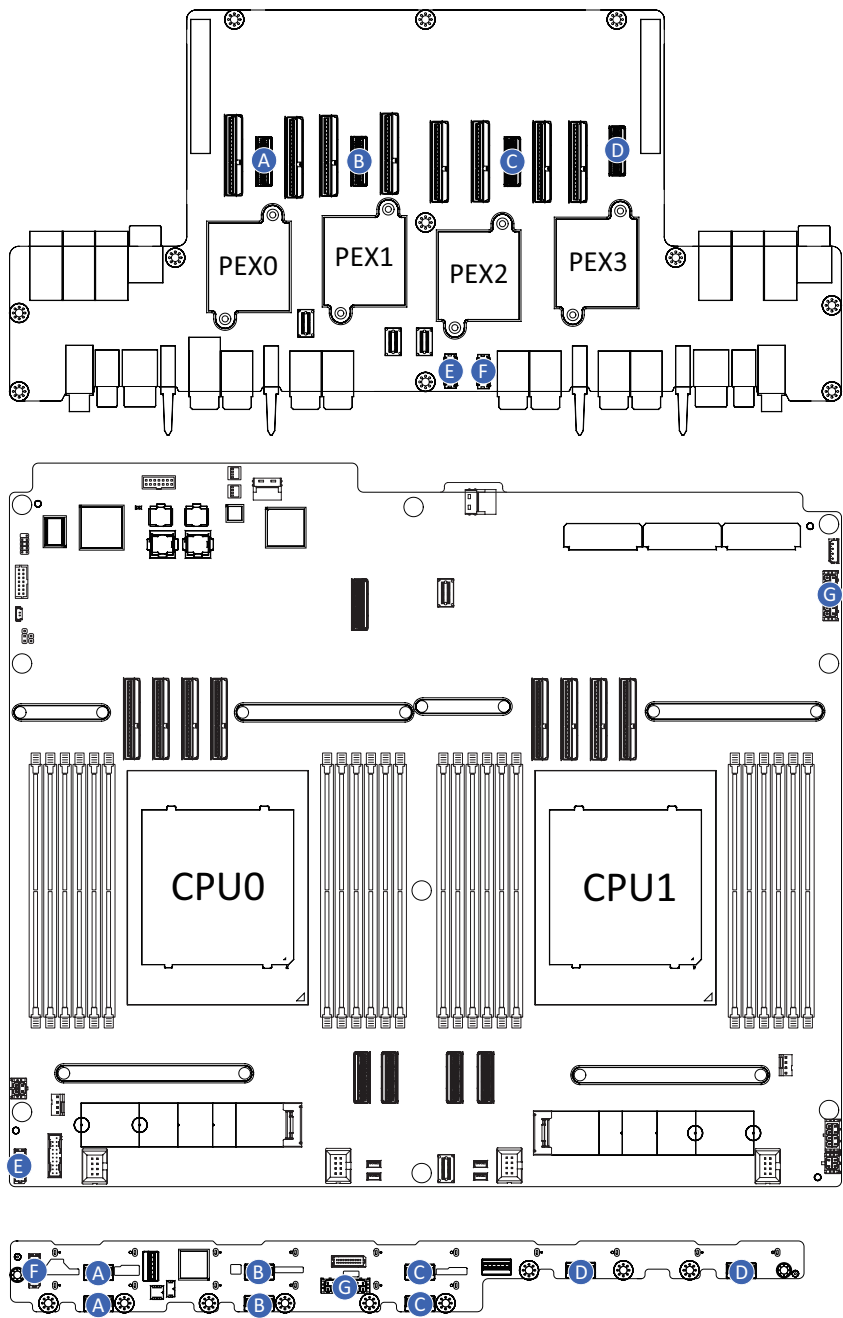 A B C D
PEX0 PEX1 PEX2 PEX3
E F
G
CPU0 CPU1
E
F A B C D D
G
A B C